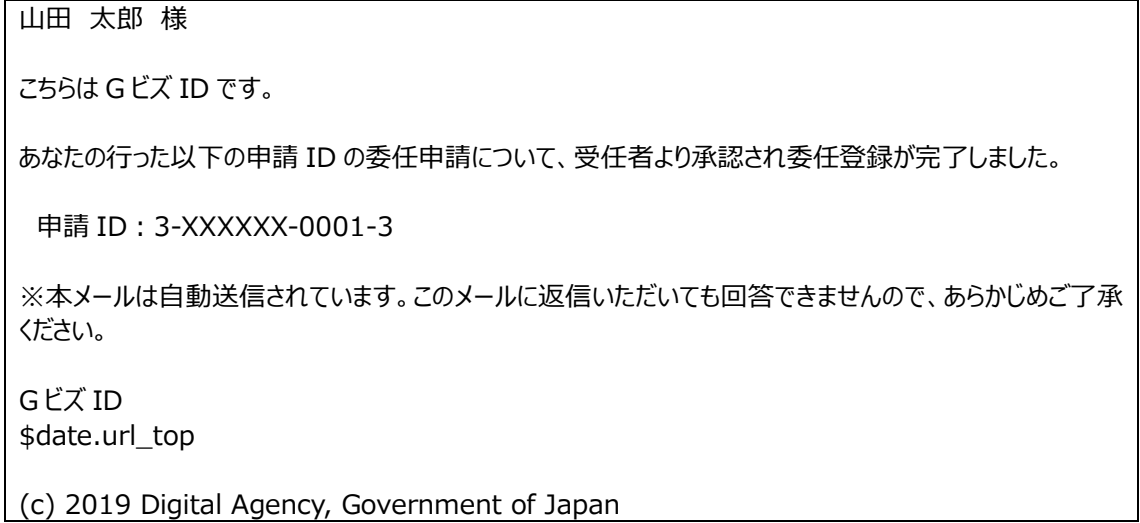 山田　太郎　様
こちらは G ビズ ID です。
あなたの行った以下の申請 ID の委任申請について、受任者より承認され委任登録が完了しました。
申請 ID：3-XXXXXX-0001-3
※本メールは自動送信されています。このメールに返信いただいても回答できませんので、あらかじめご了承
ください。
G ビズ ID
$date.url_top
(c) 2019 Digital Agency, Government of Japan